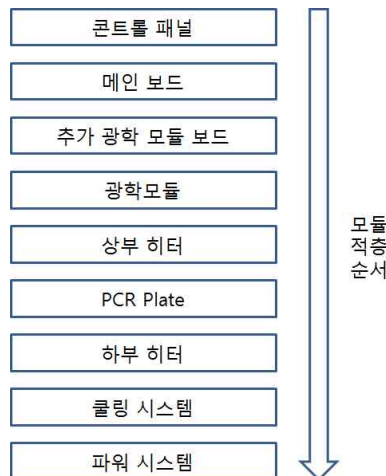 콘트롤 패널
메인 보드
추가 광학 모듈 보드
광학모듈
상부 히터
PCR Plate
하부 히터
쿨링 시스템
파워 시스템
모듈
적층
순서